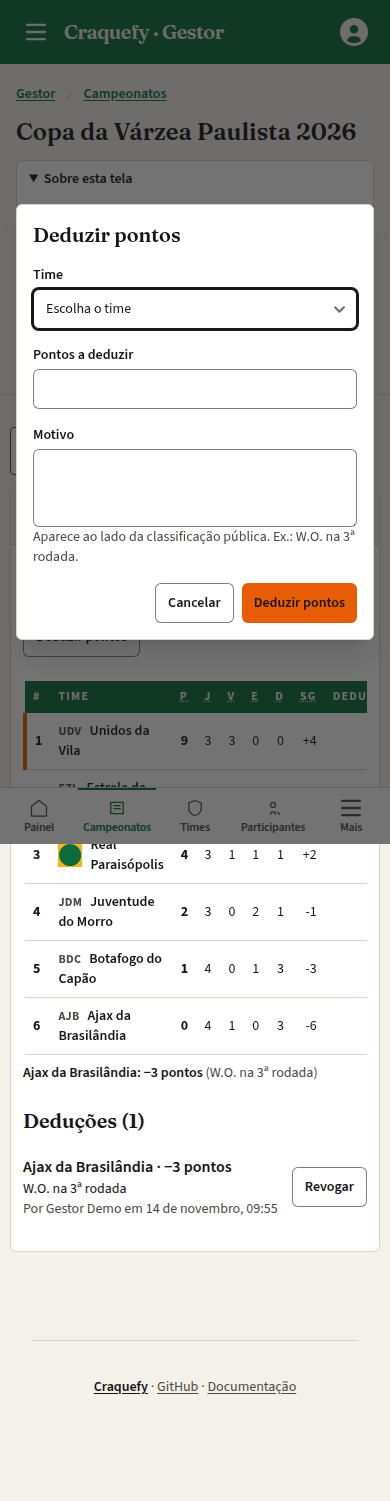 Craquefy · Gestor
Gestor > Campeonatos
Copa da Várzea Paulista 2026
▼ Sobre esta tela
Deduzir pontos
Time
Escolha o time
Pontos a deduzir
Motivo
Aparece ao lado da classificação pública. Ex.: W.O. na 3ª
rodada.
Cancelar Deduzir pontos
# TIME P J V E D SG DEDU
1 UDV Unidos da Vila 9 3 3 0 0 +4
Painel Campeonatos Times Participantes Mais
3 Real Paraisópolis 4 3 1 1 1 +2
4 JDM Juventude do Morro 2 3 0 2 1 -1
5 BDC Botafogo do Capão 1 4 0 1 3 -3
6 AJB Ajax da Brasilândia 0 4 1 0 3 -6
Ajax da Brasilândia: −3 pontos (W.O. na 3ª rodada)
Deduções (1)
Ajax da Brasilândia · −3 pontos
W.O. na 3ª rodada
Por Gestor Demo em 14 de novembro, 09:55
Revogar
Craquefy · GitHub · Documentação